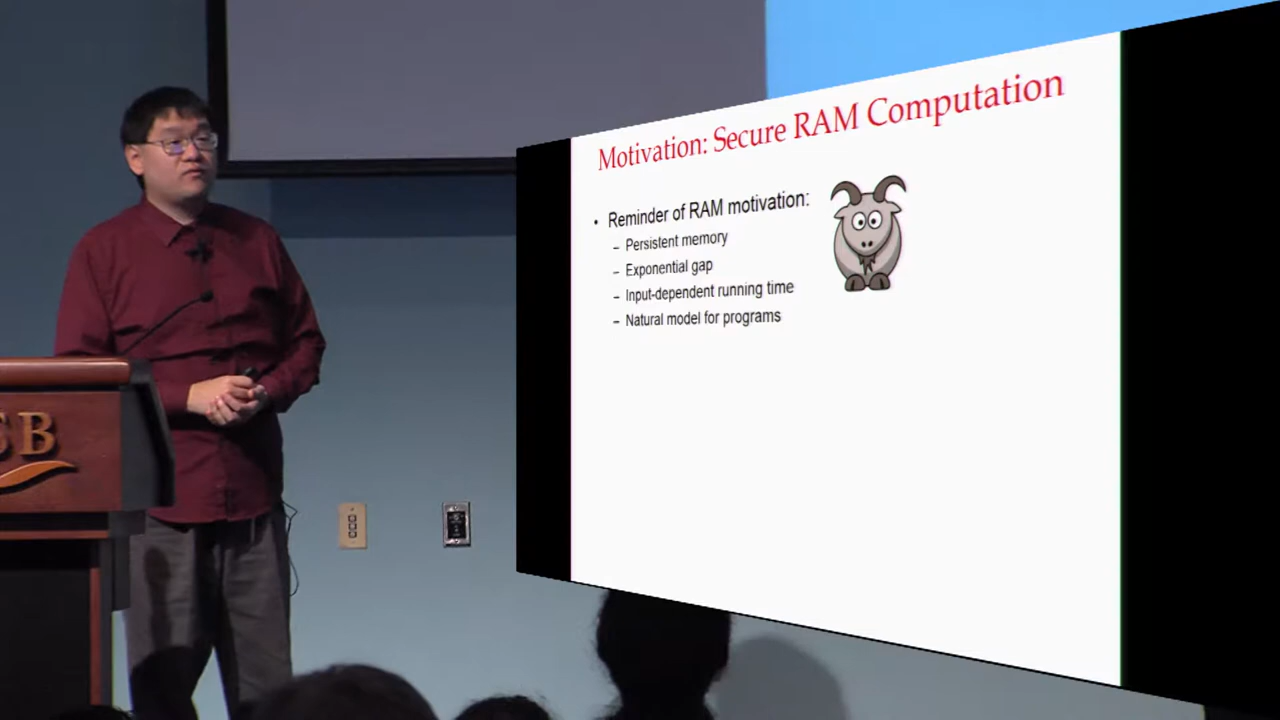 Motivation: Secure RAM Computation
• Reminder of RAM motivation:
– Persistent memory
– Exponential gap
– Input-dependent running time
– Natural model for programs
SB